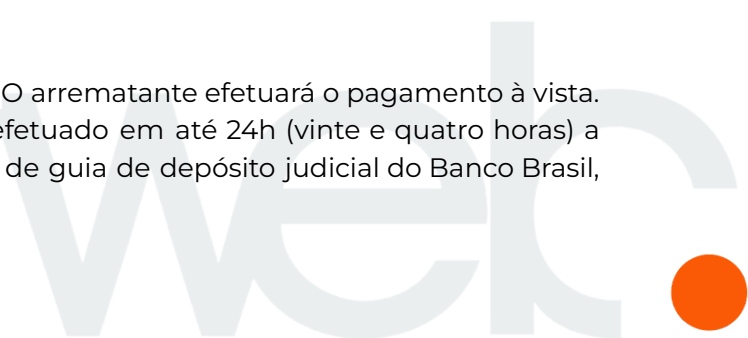 O arrematante efetuará o pagamento à vista.
efetuado em até 24h (vinte e quatro horas) a
de guia de depósito judicial do Banco Brasil,
web